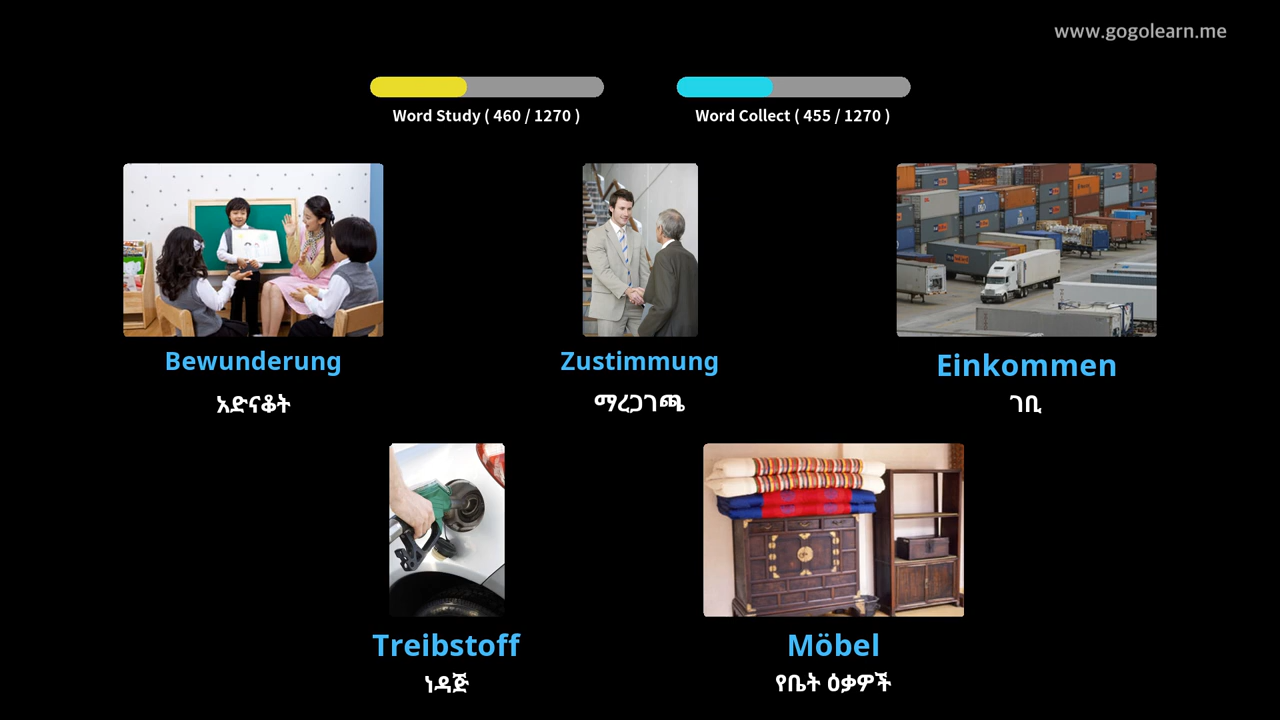 www.gogolearn.me
Word Study ( 460 / 1270 )
Word Collect ( 455 / 1270 )
Bewunderung
Zustimmung
Einkommen
አድናቆት
ማረጋገጫ
ገቢ
Treibstoff
Möbel
ነዳጅ
የቤት ዕቃዎች